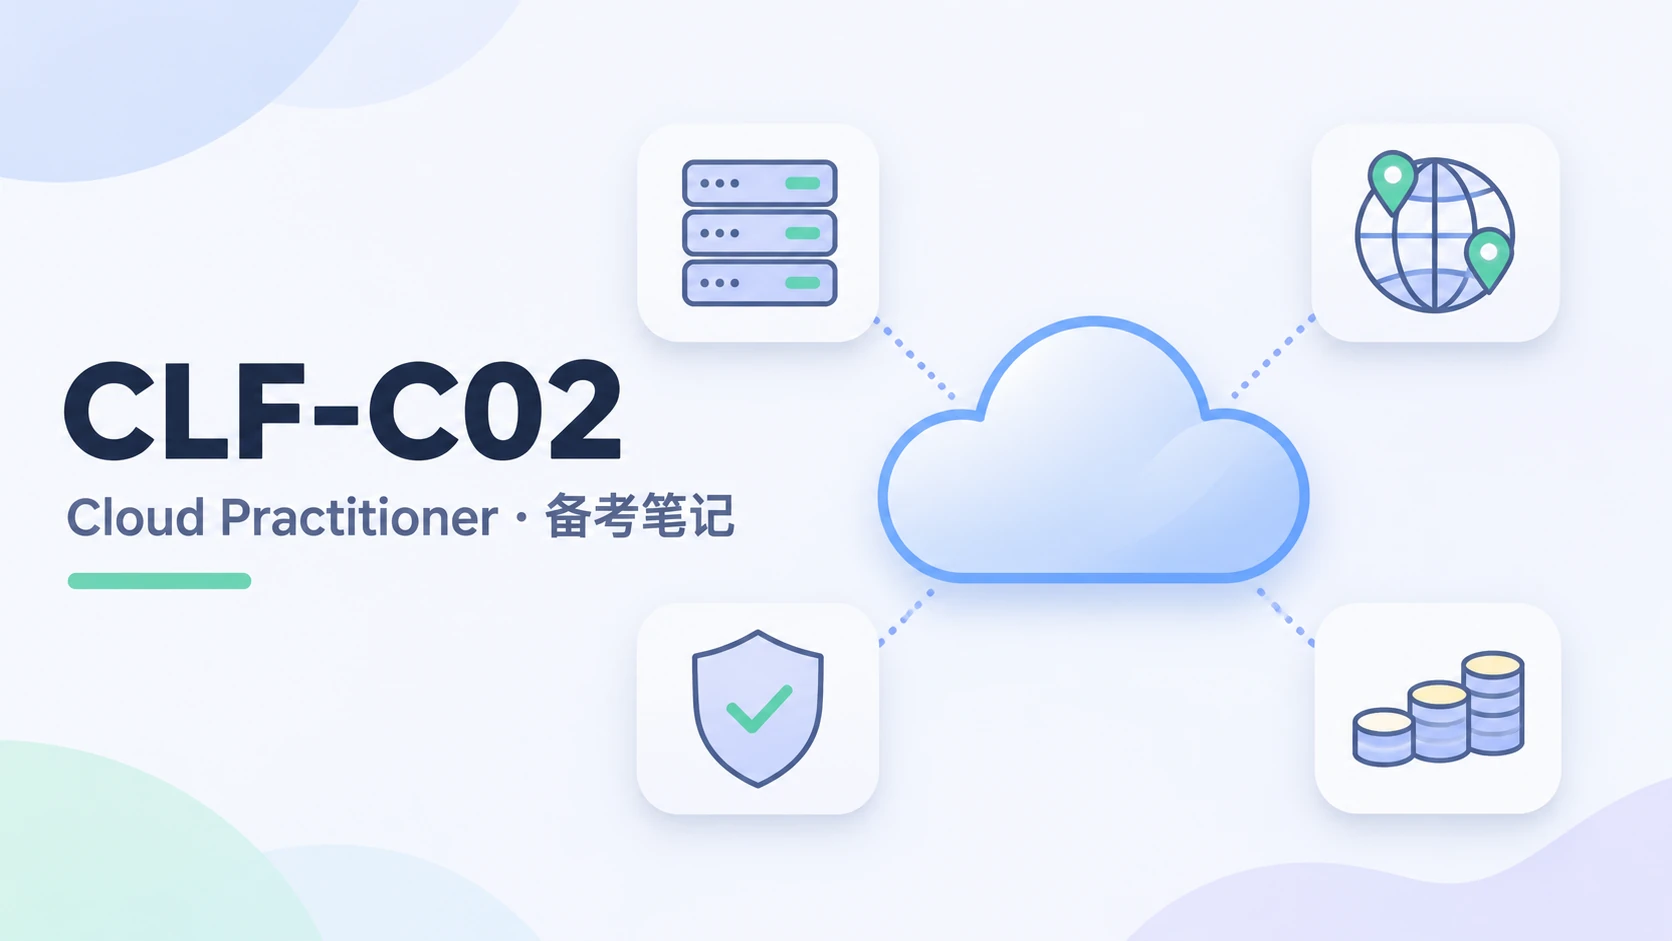 CLF-C02
Cloud Practitioner · 备考笔记